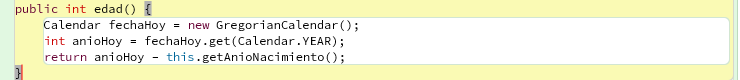 public int edad() {
Calendar fechaHoy = new GregorianCalendar();
int anioHoy = fechaHoy.get(Calendar.YEAR);
return anioHoy - this.getAnioNacimiento();
}